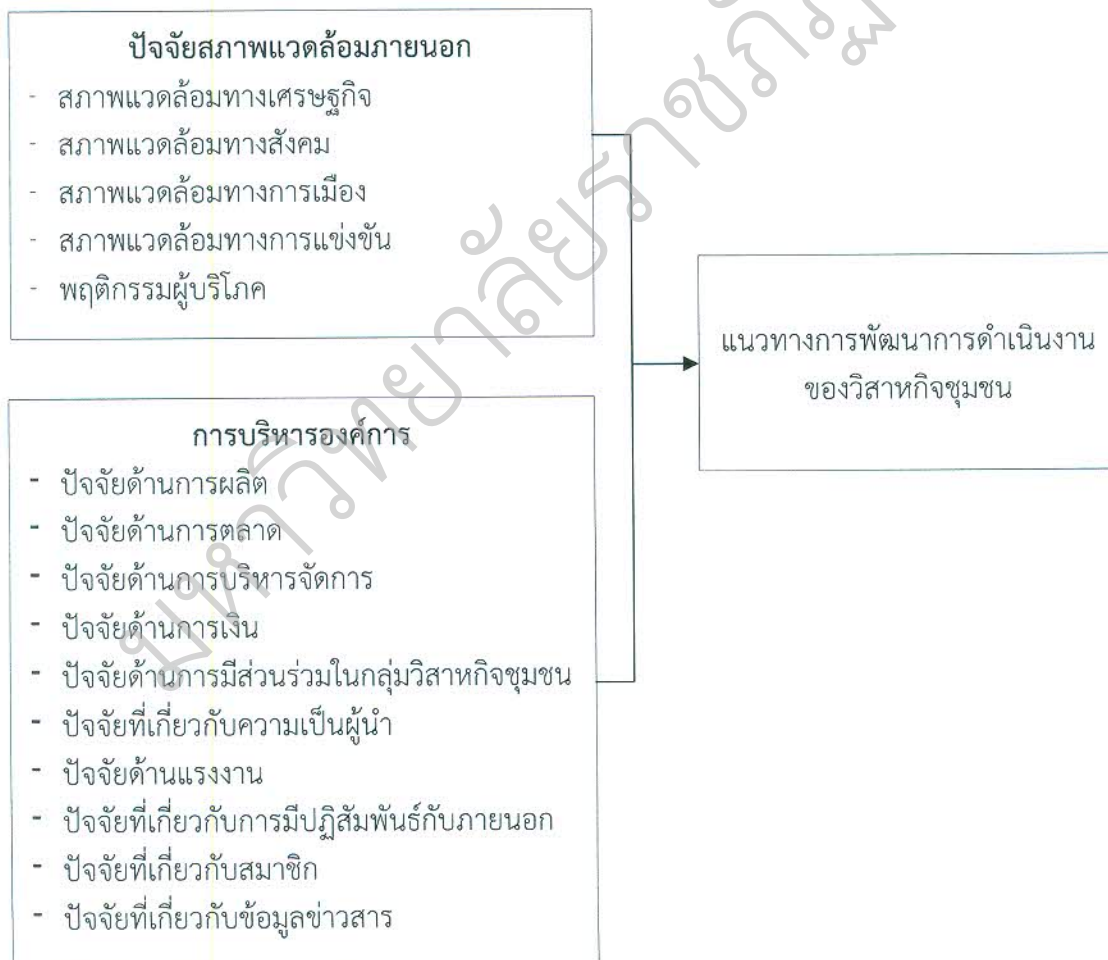 ปัจจัยสภาพแวดล้อมภายนอก
- สภาพแวดล้อมทางเศรษฐกิจ
- สภาพแวดล้อมทางสังคม
- สภาพแวดล้อมทางการเมือง
- สภาพแวดล้อมทางการแข่งขัน
- พฤติกรรมผู้บริโภค
การบริหารองค์การ
- ปัจจัยด้านการผลิต
- ปัจจัยด้านการตลาด
- ปัจจัยด้านการบริหารจัดการ
- ปัจจัยด้านการเงิน
- ปัจจัยด้านการมีส่วนร่วมในกลุ่มวิสาหกิจชุมชน
- ปัจจัยที่เกี่ยวกับความเป็นผู้นำ
- ปัจจัยด้านแรงงาน
- ปัจจัยที่เกี่ยวกับการมีปฏิสัมพันธ์กับภายนอก
- ปัจจัยที่เกี่ยวกับสมาชิก
- ปัจจัยที่เกี่ยวกับข้อมูลข่าวสาร
แนวทางการพัฒนาการดำเนินงาน
ของวิสาหกิจชุมชน
มหาวิทยาลัยราชภัฏ